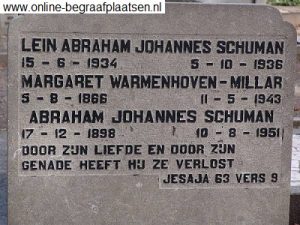 www.online-begraafplaatsen.nl
LEIN ABRAHAM JOHANNES SCHUMAN
15-6-1934 5-10-1936
MARGARET WARMENHOVEN-MILLAR
5-8-1866 11-5-1943
ABRAHAM JOHANNES SCHUMAN
17-12-1898 10-8-1951
DOOR ZIJN LIEFDE EN DOOR ZIJN
GENADE HEEFT HIJ ZE VERLOST
JESAJA 63 VERS 9